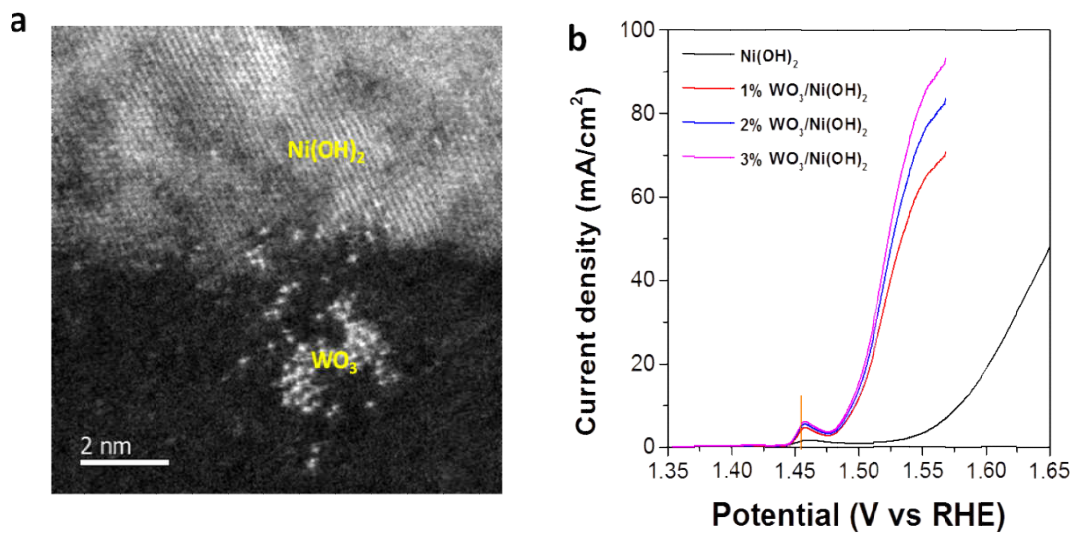 a
Ni(OH)₂
WO₃
2 nm
b
Current density (mA/cm²)
100
80
60
40
20
0
Ni(OH)₂
1% WO₃/Ni(OH)₂
2% WO₃/Ni(OH)₂
3% WO₃/Ni(OH)₂
1.35 1.40 1.45 1.50 1.55 1.60 1.65
Potential (V vs RHE)